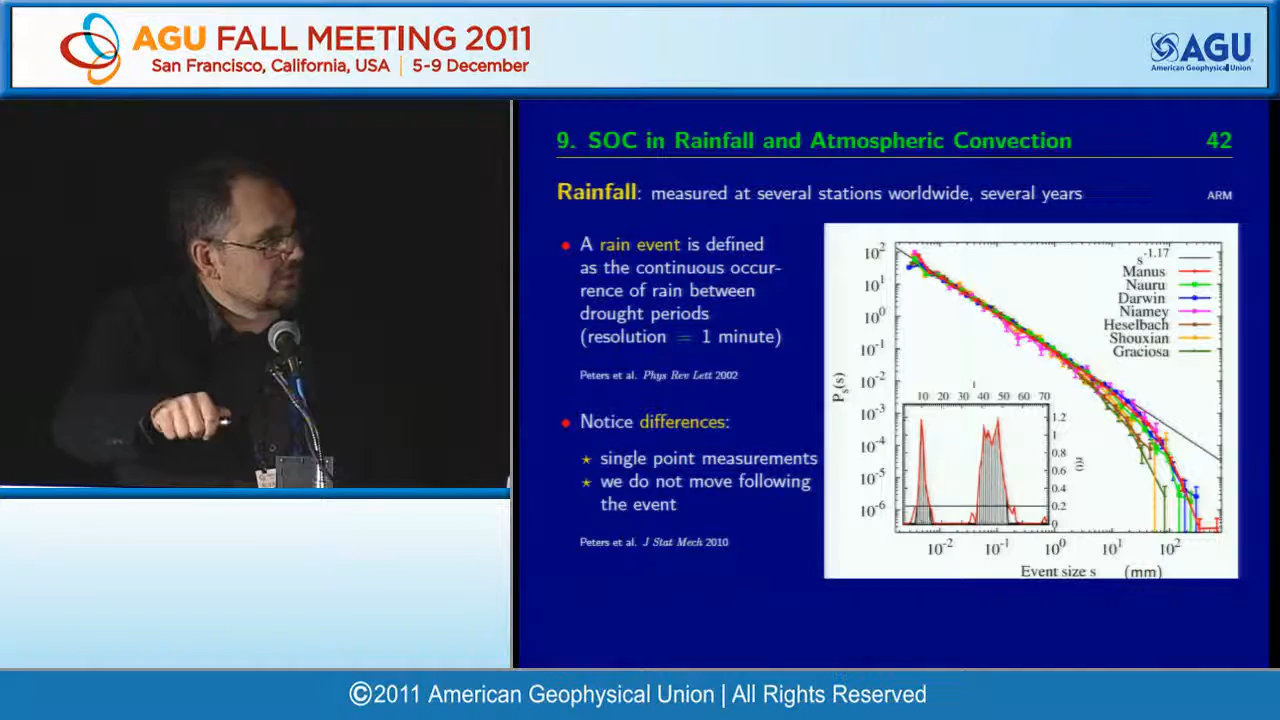 AGU FALL MEETING 2011
San Francisco, California, USA | 5-9 December
AGU
American Geophysical Union
9. SOC in Rainfall and Atmospheric Convection 42
Rainfall: measured at several stations worldwide, several years ARM
• A rain event is defined
as the continuous occur-
rence of rain between
drought periods
(resolution = 1 minute)
Peters et al. Phys Rev Lett 2002
• Notice differences:
⋆ single point measurements
⋆ we do not move following
the event
Peters et al. J Stat Mech 2010
s^-1.17
Manus
Nauru
Darwin
Niamey
Heselbach
Shouxian
Graciosa
P_s(s)
10^2
10^1
10^0
10^-1
10^-2
10^-3
10^-4
10^-5
10^-6
t
10 20 30 40 50 60 70
1.2
1
0.8
0.6
0.4
0.2
0
r(t)
10^-2 10^-1 10^0 10^1 10^2
Event size s (mm)
©2011 American Geophysical Union | All Rights Reserved